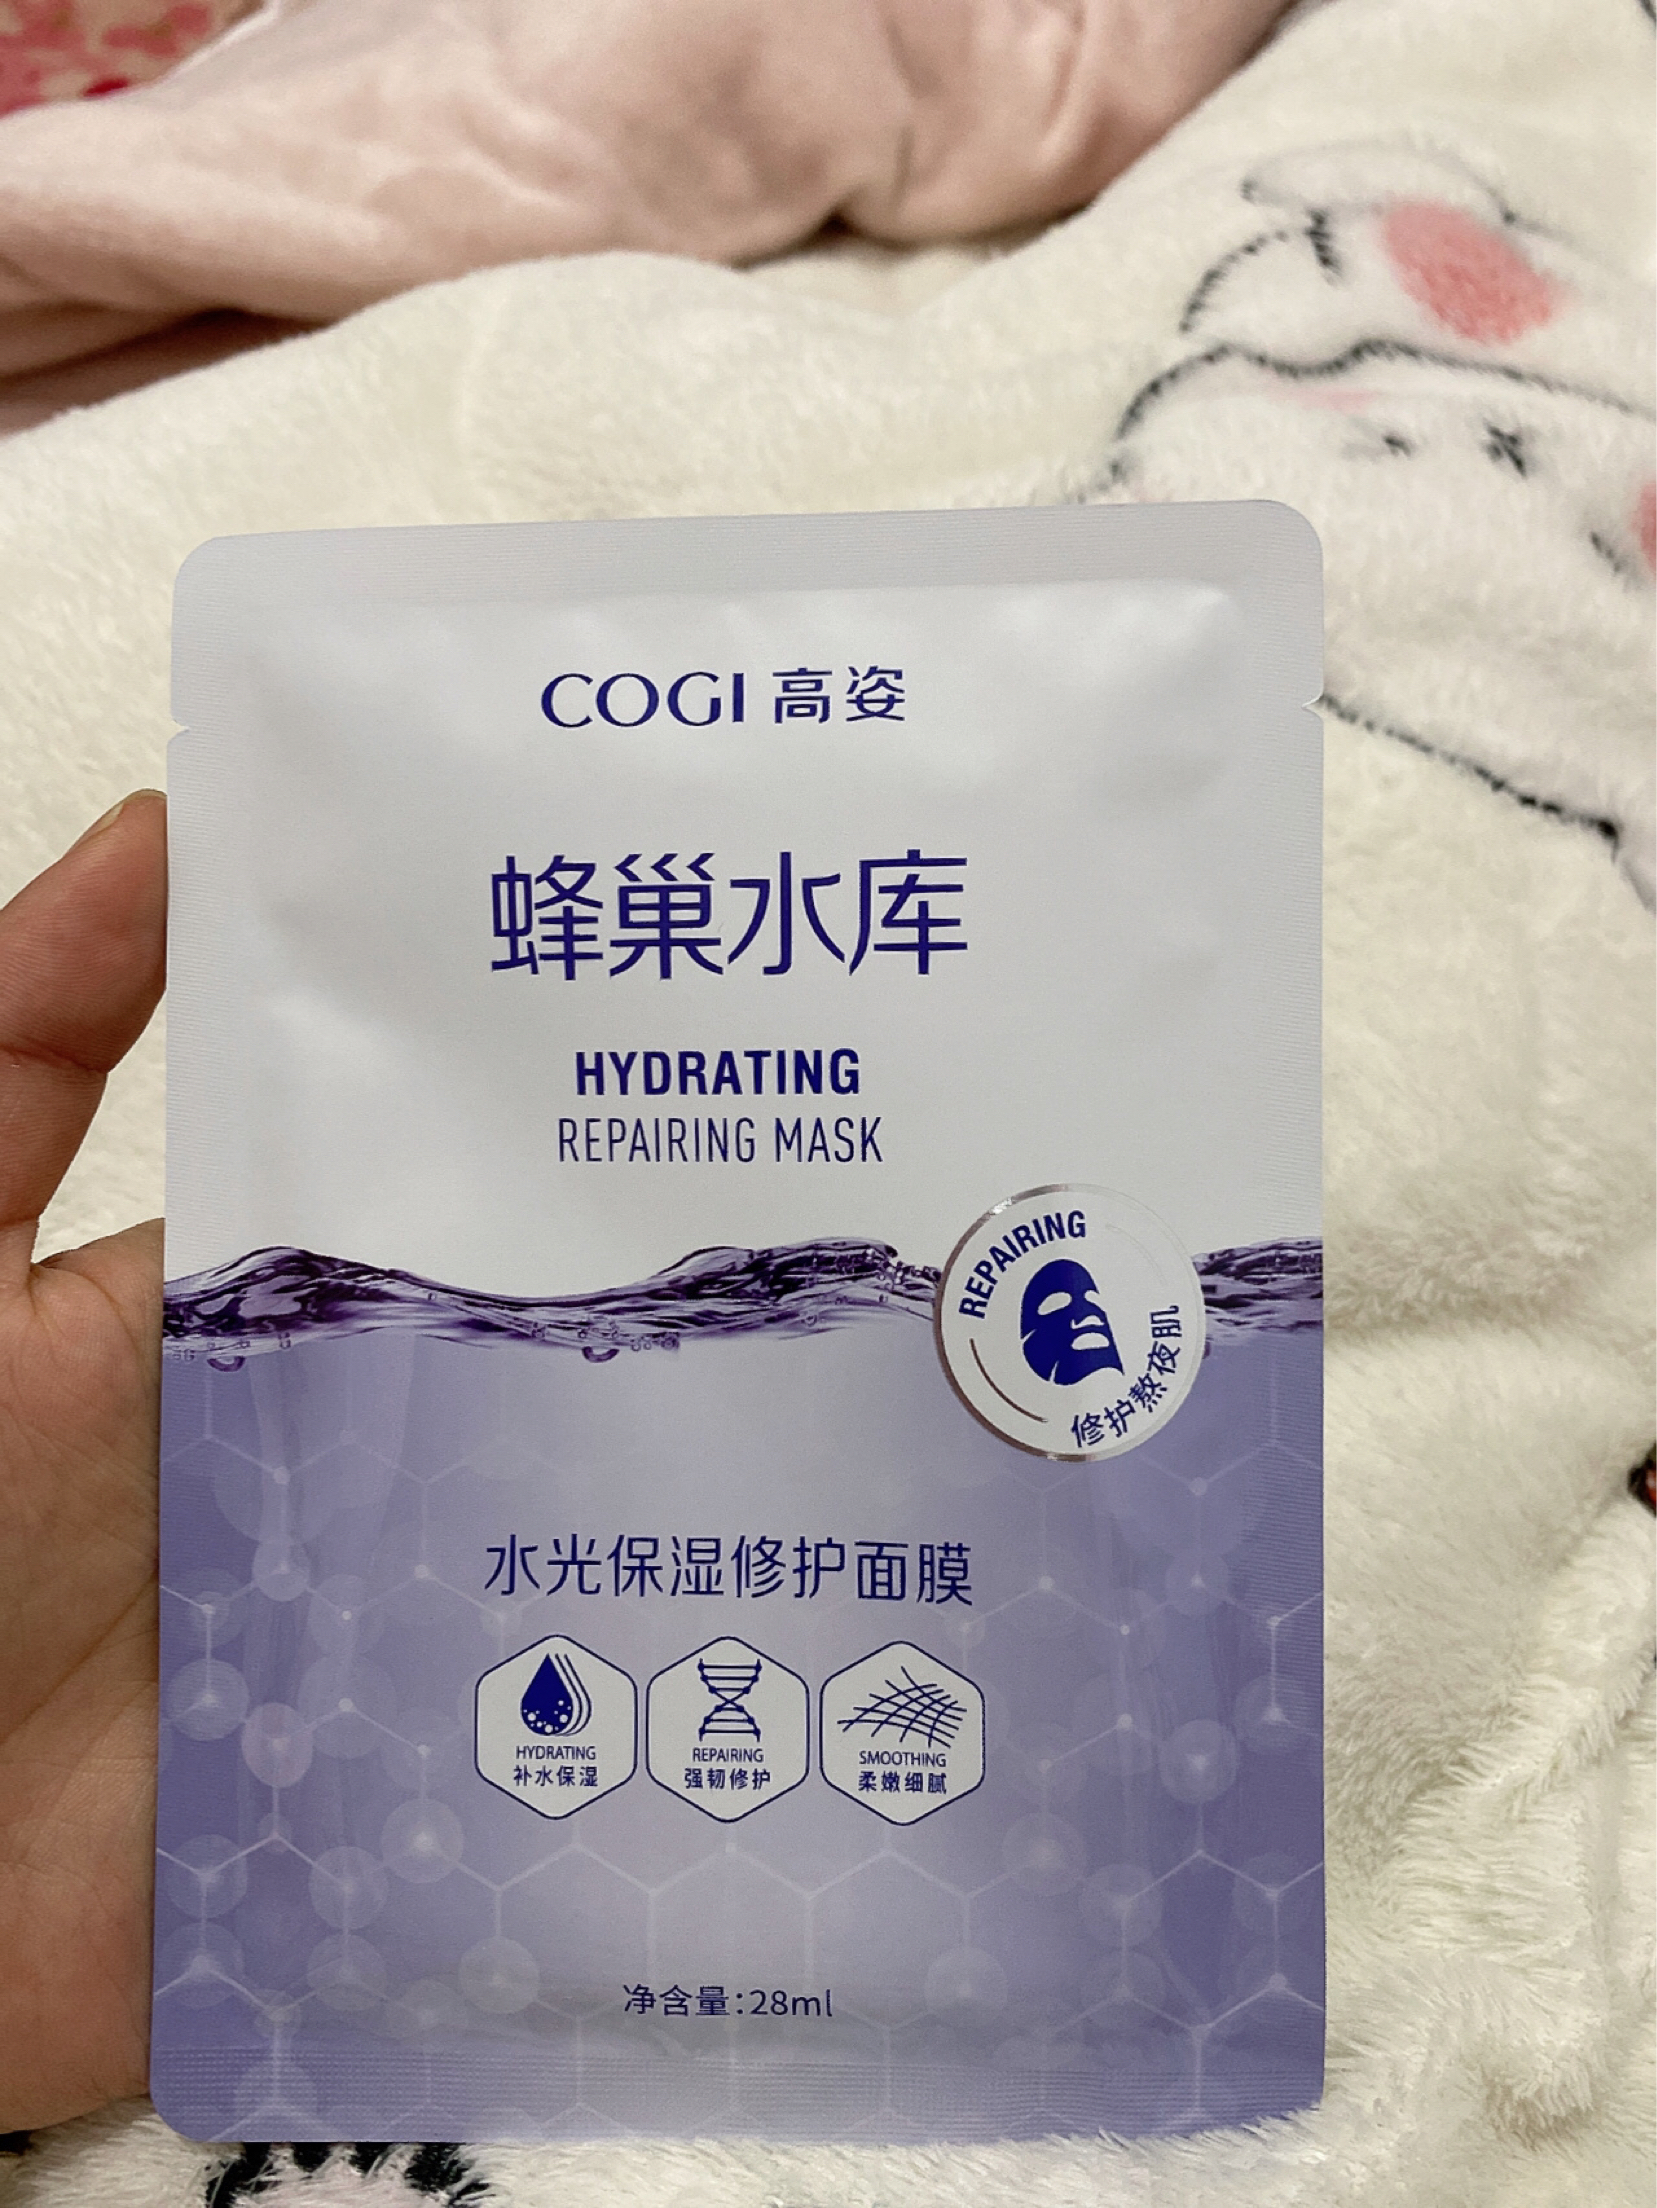 COGI 高姿
蜂巢水库
HYDRATING
REPAIRING MASK
REPAIRING
修护熬夜肌
水光保湿修护面膜
HYDRATING
补水保湿
REPAIRING
强韧修护
SMOOTHING
柔嫩细腻
净含量:28ml